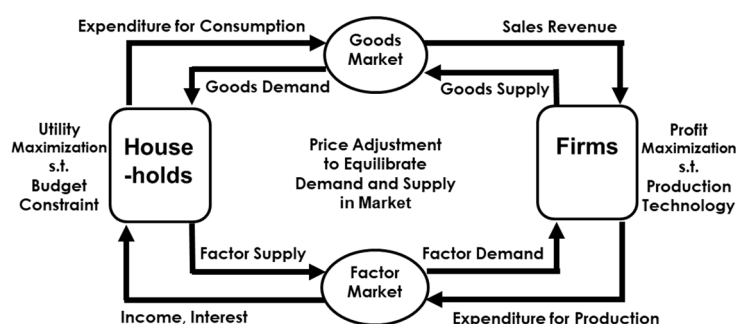 Expenditure for Consumption
Goods
Market
Sales Revenue
Goods Demand
Goods Supply
Utility
Maximization
s.t.
Budget
Constraint
House
-holds
Price Adjustment
to Equilibrate
Demand and Supply
in Market
Firms
Profit
Maximization
s.t.
Production
Technology
Factor Supply
Factor
Market
Factor Demand
Income, Interest
Expenditure for Production